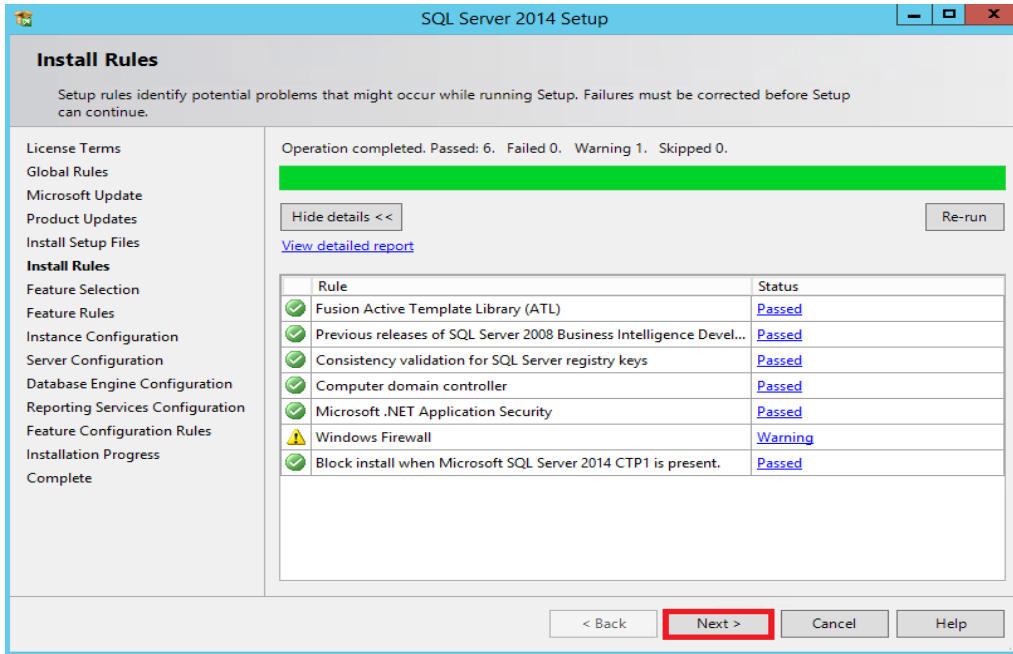 SQL Server 2014 Setup
Install Rules
Setup rules identify potential problems that might occur while running Setup. Failures must be corrected before Setup
can continue.
License Terms
Global Rules
Microsoft Update
Product Updates
Install Setup Files
Install Rules
Feature Selection
Feature Rules
Instance Configuration
Server Configuration
Database Engine Configuration
Reporting Services Configuration
Feature Configuration Rules
Installation Progress
Complete
Operation completed. Passed: 6. Failed 0. Warning 1. Skipped 0.
Hide details << Re-run
View detailed report
Rule Status
Fusion Active Template Library (ATL) Passed
Previous releases of SQL Server 2008 Business Intelligence Devel... Passed
Consistency validation for SQL Server registry keys Passed
Computer domain controller Passed
Microsoft .NET Application Security Passed
Windows Firewall Warning
Block install when Microsoft SQL Server 2014 CTP1 is present. Passed
< Back Next > Cancel Help